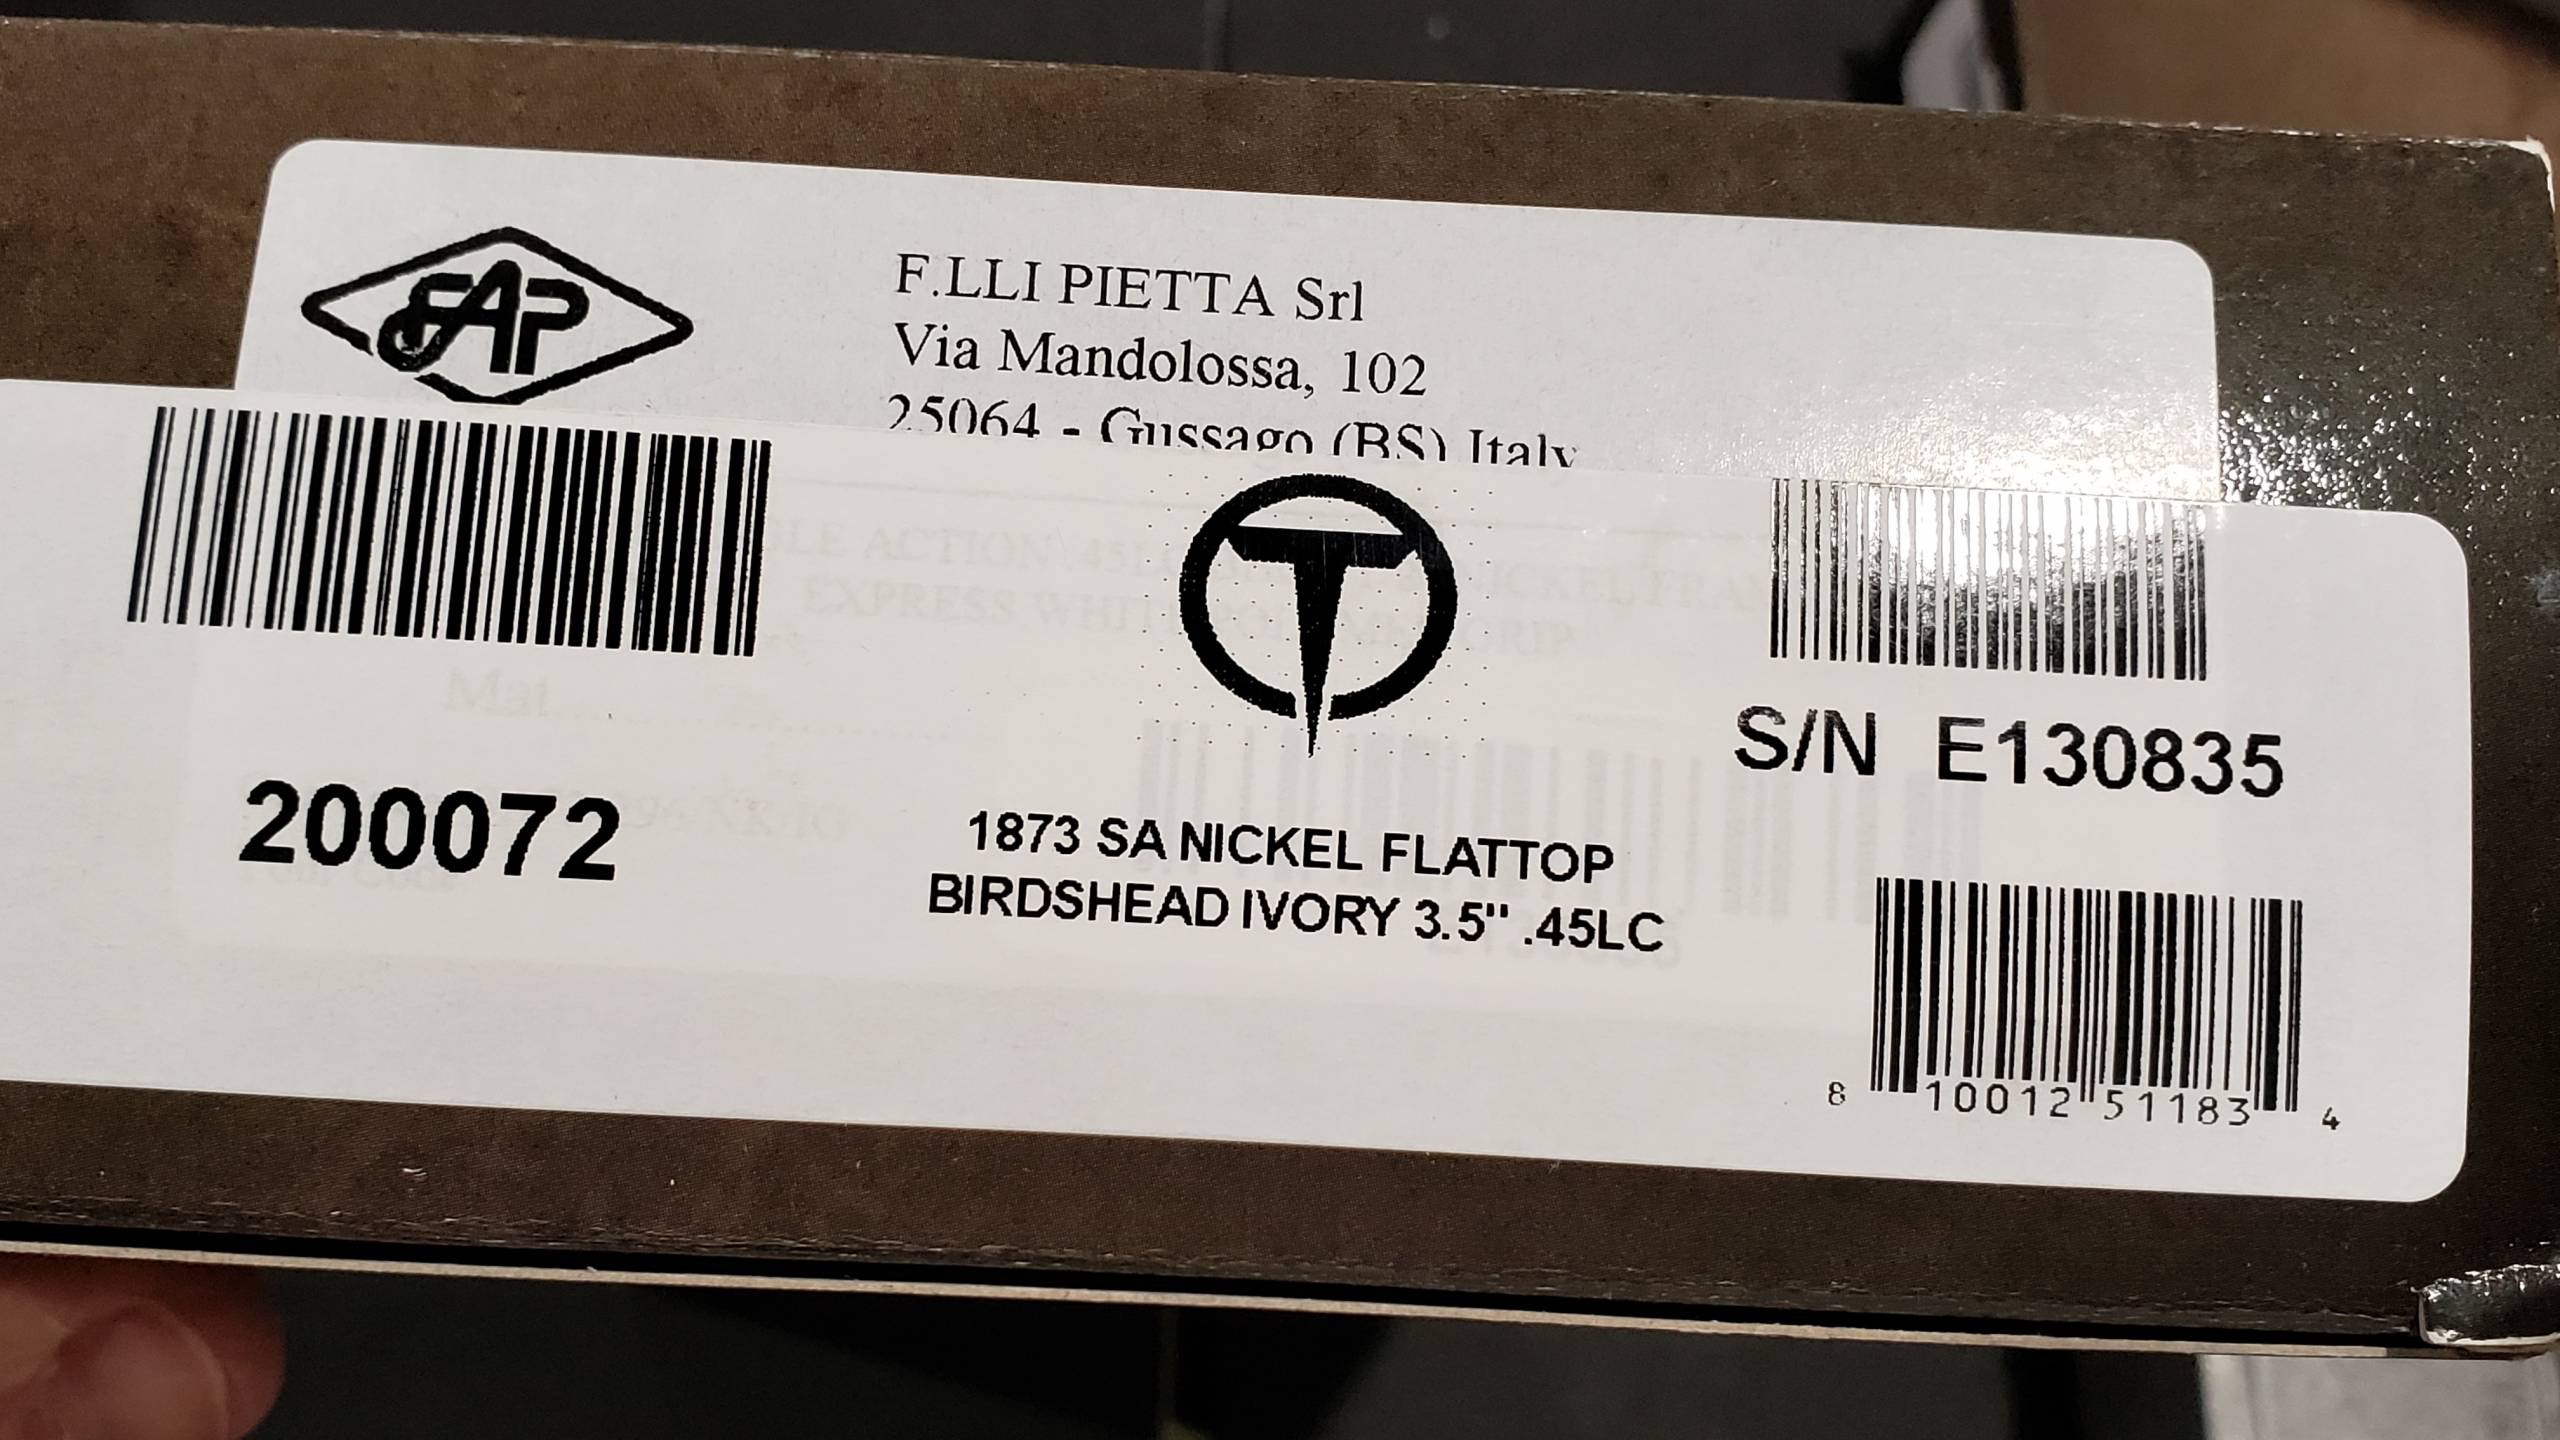 FAP
F.LLI PIETTA Srl
Via Mandolossa, 102
25064 - Gussago (BS) Italy
S/N E130835
200072
1873 SA NICKEL FLATTOP
BIRDSHEAD IVORY 3.5" .45LC
8 10012 51183 4